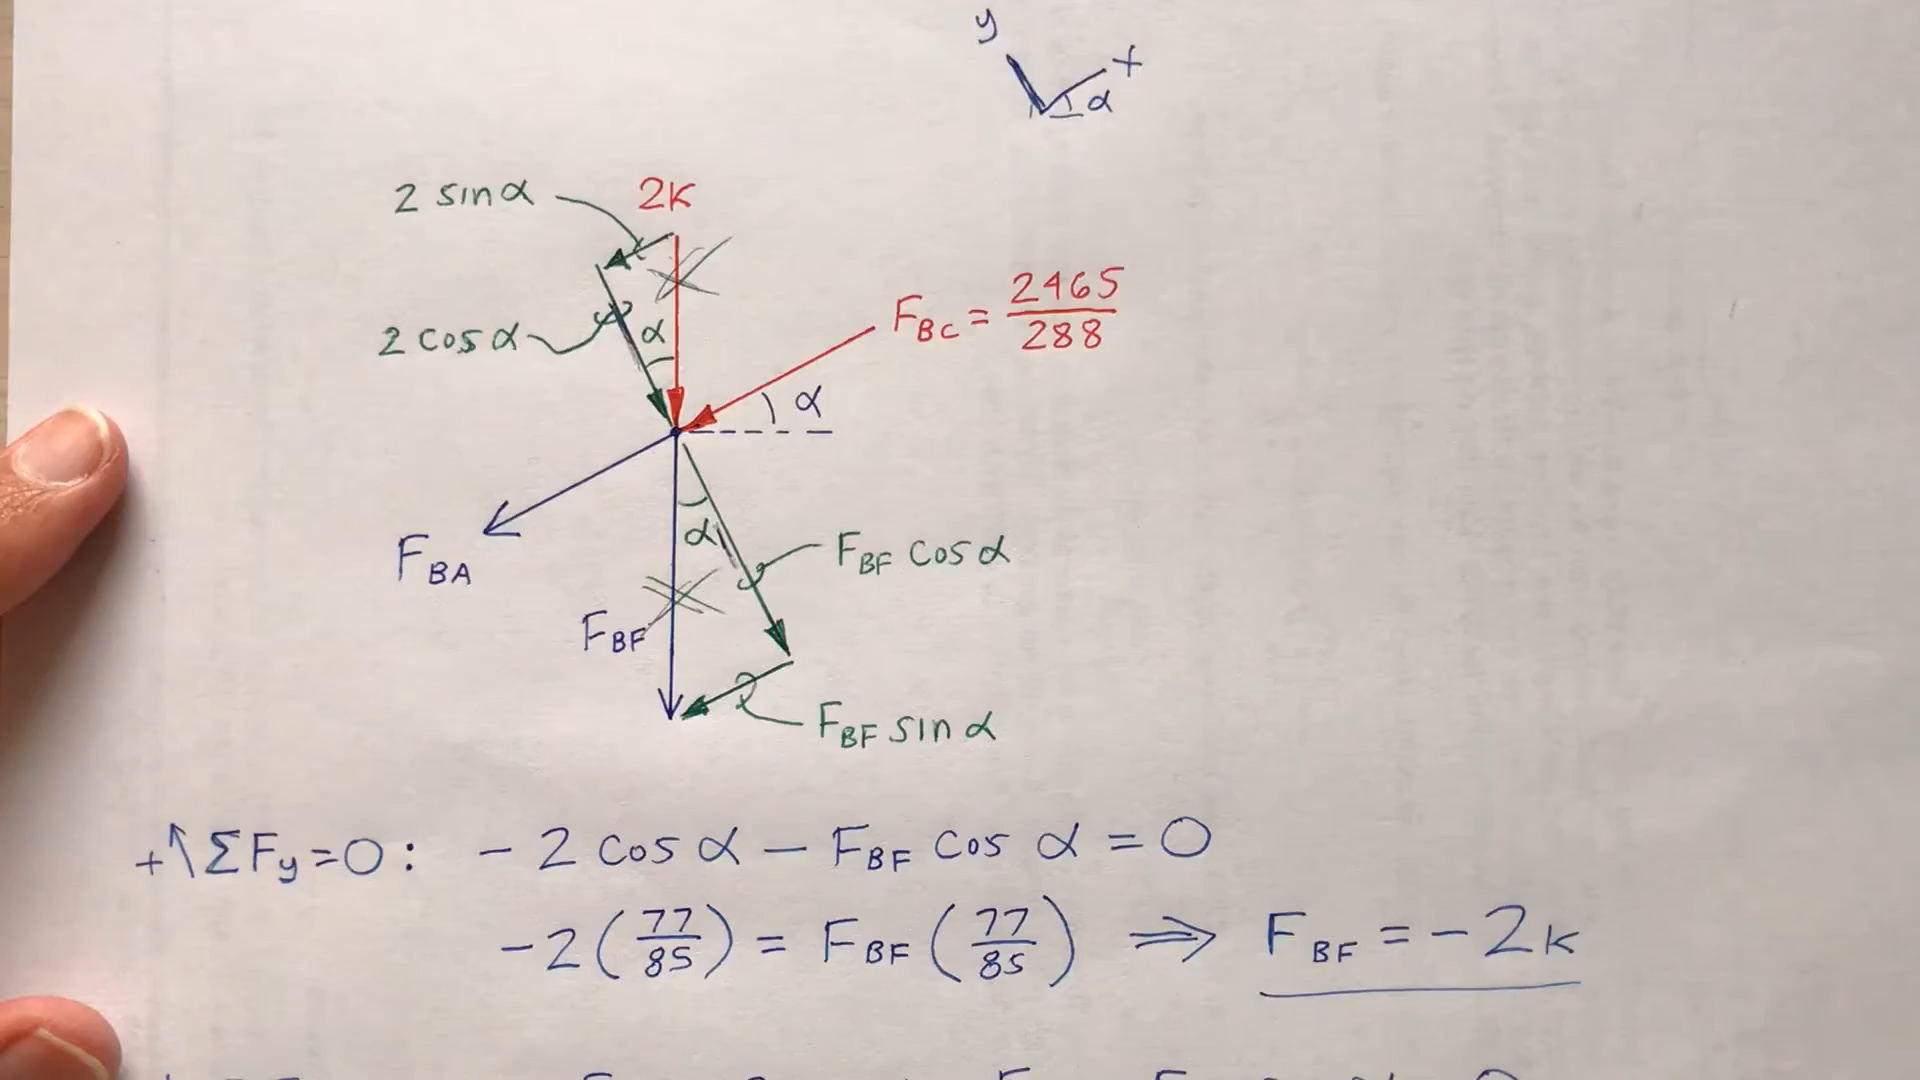 y
x
α
2 sin α
2K
2 cos α
α
F_BC = 2465/288
α
F_BA
α
F_BF cos α
F_BF
F_BF sin α
+↑ΣF_y=0: - 2 cos α - F_BF cos α = 0
-2(77/85) = F_BF(77/85) ⇒ F_BF = -2K